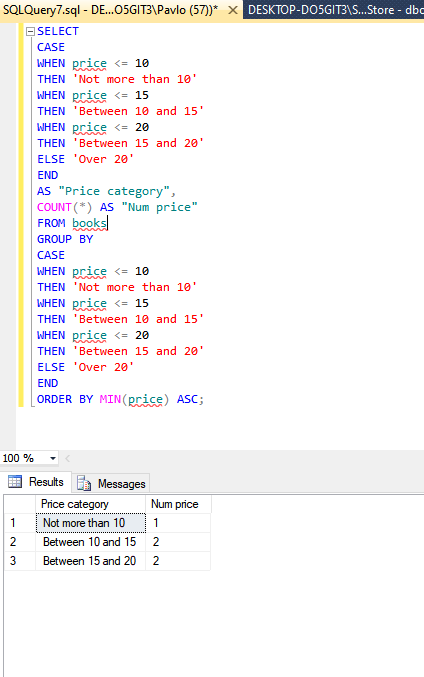 SQLQuery7.sql - DE...O5GIT3\Pavlo (57))* DESKTOP-DO5GIT3\S...Store - dbo
SELECT
CASE
WHEN price <= 10
THEN 'Not more than 10'
WHEN price <= 15
THEN 'Between 10 and 15'
WHEN price <= 20
THEN 'Between 15 and 20'
ELSE 'Over 20'
END
AS "Price category",
COUNT(*) AS "Num price"
FROM books
GROUP BY
CASE
WHEN price <= 10
THEN 'Not more than 10'
WHEN price <= 15
THEN 'Between 10 and 15'
WHEN price <= 20
THEN 'Between 15 and 20'
ELSE 'Over 20'
END
ORDER BY MIN(price) ASC;
100 %
Results Messages
Price category Num price
1 Not more than 10 1
2 Between 10 and 15 2
3 Between 15 and 20 2